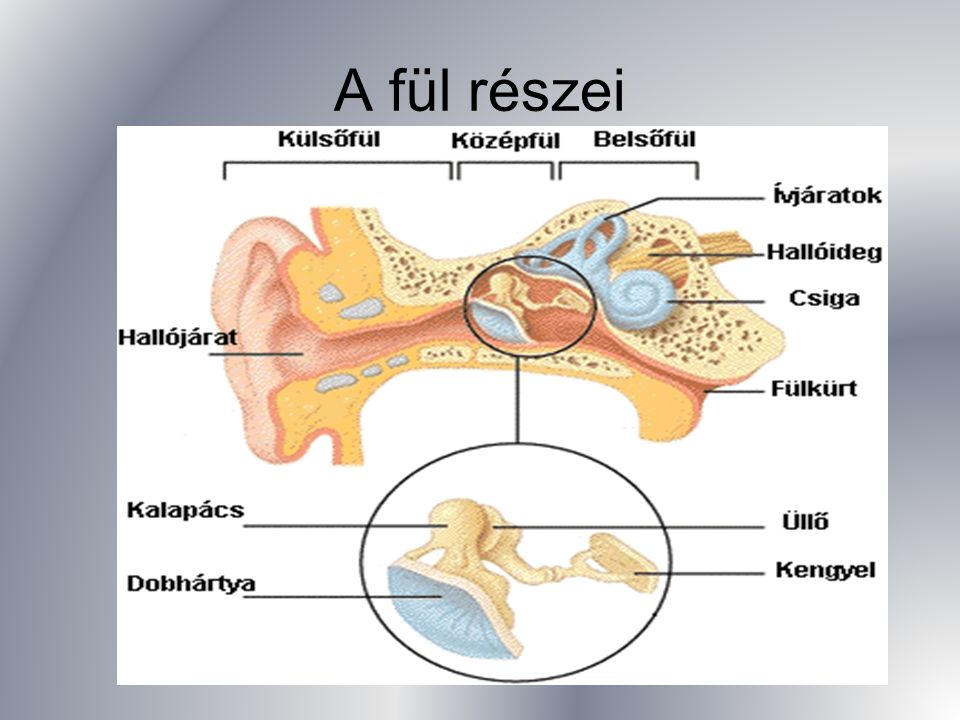 A fül részei
Külsőfül
Középfül
Belsőfül
Ívjáratok
Hallóideg
Csiga
Hallójárat
Fülkürt
Kalapács
Üllő
Kengyel
Dobhártya